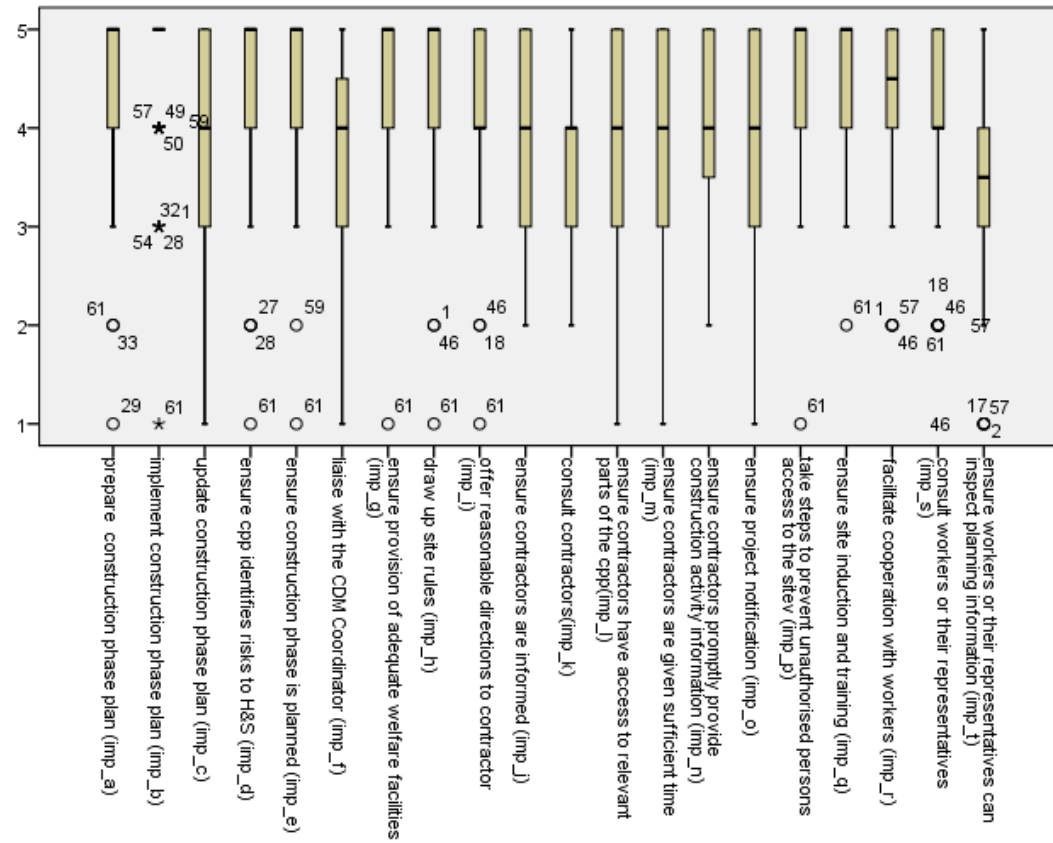 5
57 49
59
4
50
321
3
54 28
18
61 27 59 1 46 61 1 57 46
2
33 28 46 18 46 61 57
29 61 61 61 61 61 61 61 46 17 57
1
2
prepare  construction phase plan (imp_a)
implement construction phase plan (imp_b)
update construction phase plan (imp_c)
ensure cpp identifies risks to H&S (imp_d)
ensure construction phase is planned (imp_e)
liaise with the CDM Coordinator (imp_f)
ensure provision of adequate welfare facilities
(imp_g)
draw up site rules (imp_h)
offer reasonable directions to contractor
(imp_i)
ensure contractors are informed (imp_j)
consult contractors(imp_k)
ensure contractors have access to relevant
parts of the cpp(imp_l)
ensure contractors are given sufficient time
(imp_m)
ensure contractors promptly provide
construction activity information (imp_n)
ensure project notification (imp_o)
take steps to prevent unauthorised persons
access to the sitev (imp_p)
ensure site induction and training (imp_q)
facilitate cooperation with workers (imp_r)
consult workers or their representatives
(imp_s)
ensure workers or their representatives can
inspect planning information (imp_t)